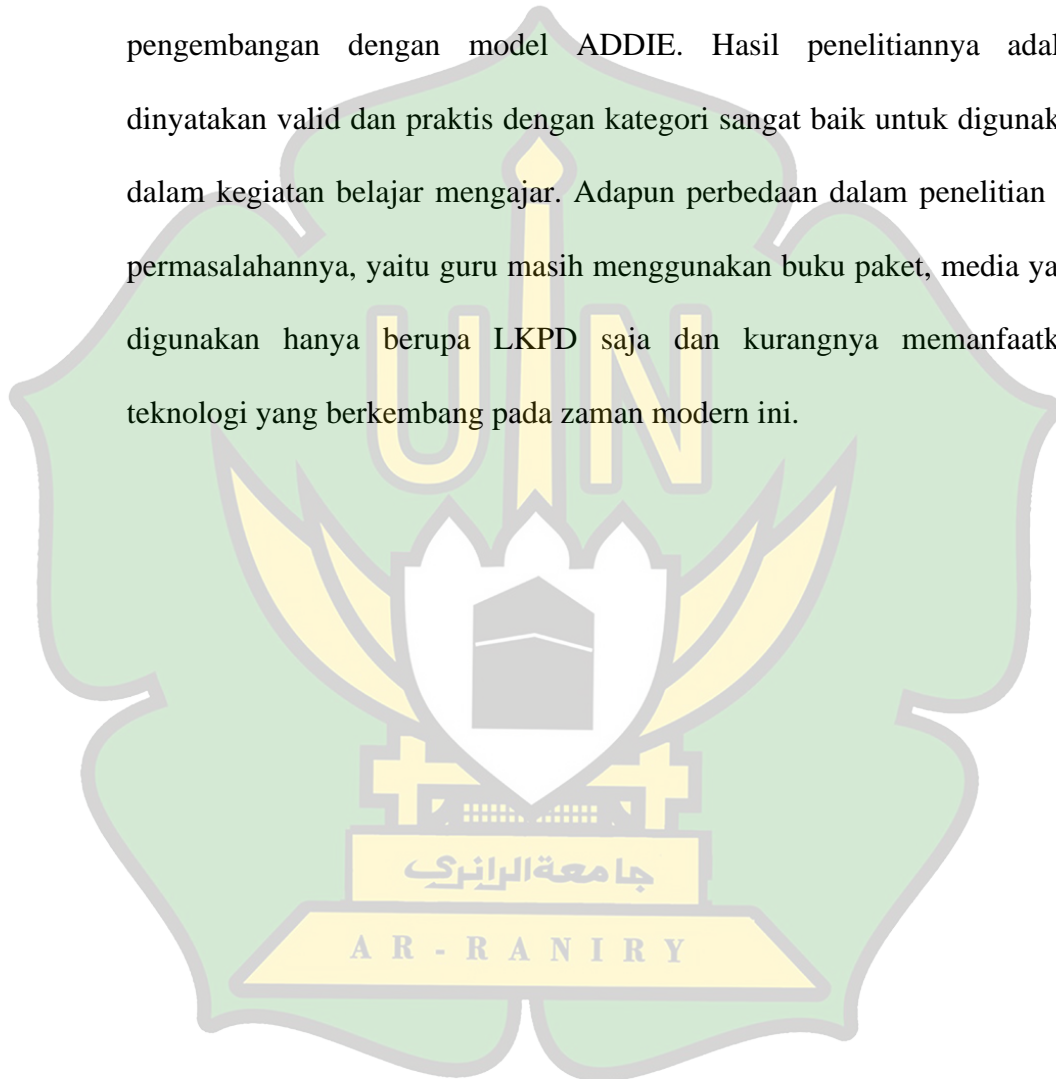 pengembangan dengan model ADDIE. Hasil penelitiannya adal
dinyatakan valid dan praktis dengan kategori sangat baik untuk digunak
dalam kegiatan belajar mengajar. Adapun perbedaan dalam penelitian
permasalahannya, yaitu guru masih menggunakan buku paket, media ya
digunakan hanya berupa LKPD saja dan kurangnya memanfaatk
teknologi yang berkembang pada zaman modern ini.
UIN
جامعة الرانري
AR-RANIRY